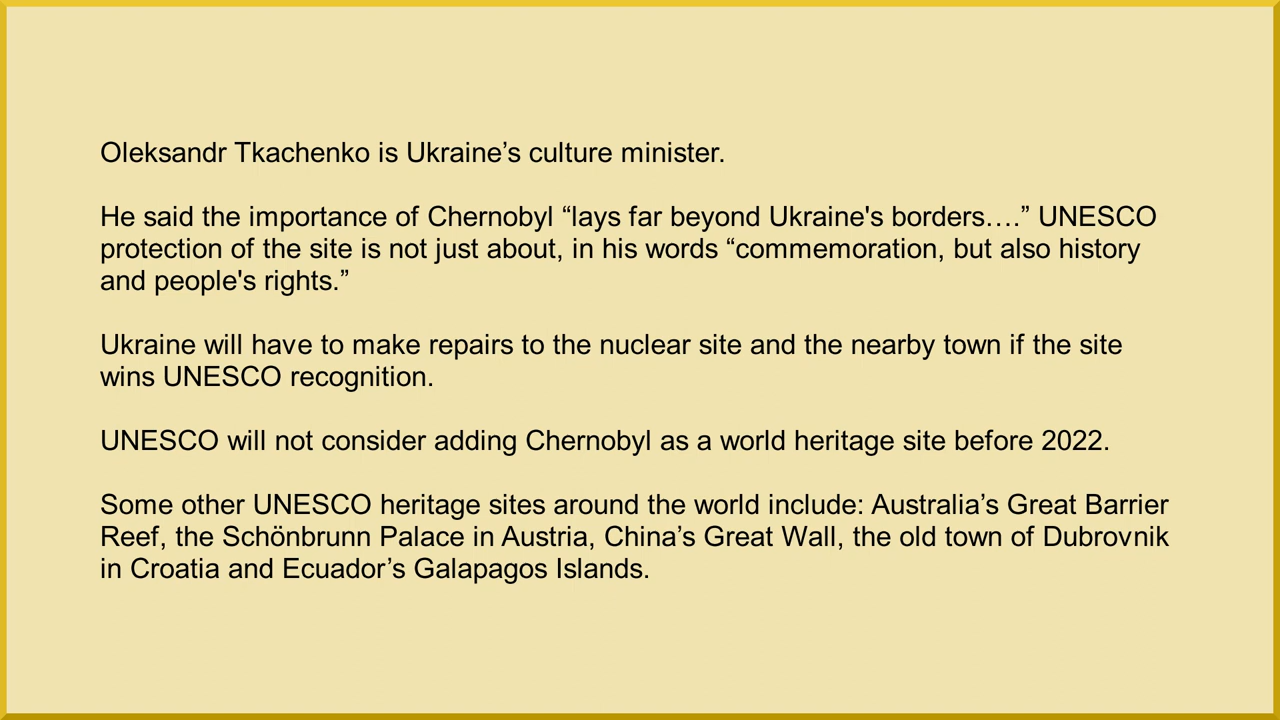 Oleksandr Tkachenko is Ukraine’s culture minister.
He said the importance of Chernobyl “lays far beyond Ukraine's borders….” UNESCO
protection of the site is not just about, in his words “commemoration, but also history
and people's rights.”
Ukraine will have to make repairs to the nuclear site and the nearby town if the site
wins UNESCO recognition.
UNESCO will not consider adding Chernobyl as a world heritage site before 2022.
Some other UNESCO heritage sites around the world include: Australia’s Great Barrier
Reef, the Schönbrunn Palace in Austria, China’s Great Wall, the old town of Dubrovnik
in Croatia and Ecuador’s Galapagos Islands.